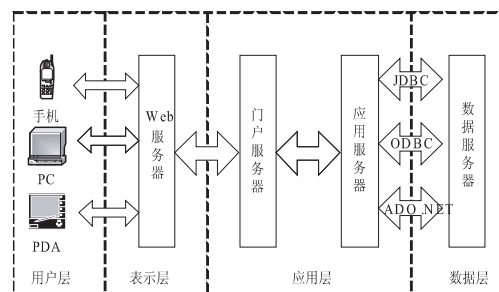 手机
PC
PDA
用户层
Web
服务器
表示层
门户服务器
应用服务器
应用层
JDBC
ODBC
ADO.NET
数据服务器
数据层